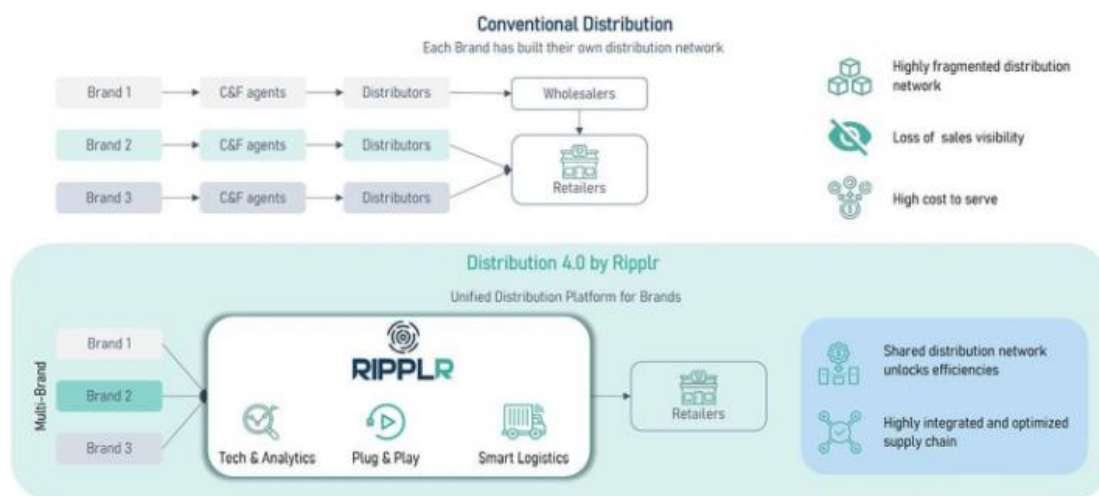 Conventional Distribution
Each Brand has built their own distribution network
Brand 1
C&F agents
Distributors
Wholesalers
Brand 2
C&F agents
Distributors
Brand 3
C&F agents
Distributors
Retailers
Highly fragmented distribution
network
Loss of sales visibility
High cost to serve
Distribution 4.0 by Ripplr
Unified Distribution Platform for Brands
Multi-Brand
Brand 1
Brand 2
Brand 3
RIPPLR
Tech & Analytics
Plug & Play
Smart Logistics
Retailers
Shared distribution network
unlocks efficiencies
Highly integrated and optimized
supply chain